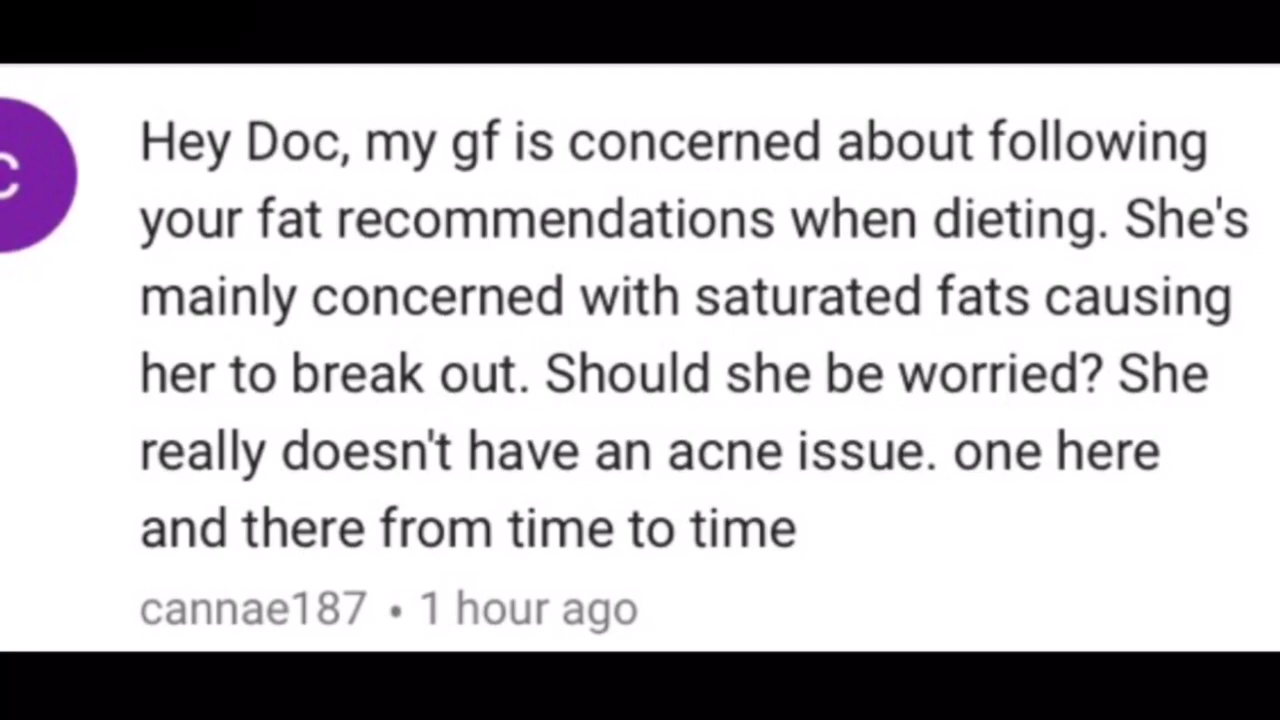 C
Hey Doc, my gf is concerned about following
your fat recommendations when dieting. She's
mainly concerned with saturated fats causing
her to break out. Should she be worried? She
really doesn't have an acne issue. one here
and there from time to time
cannae187 • 1 hour ago